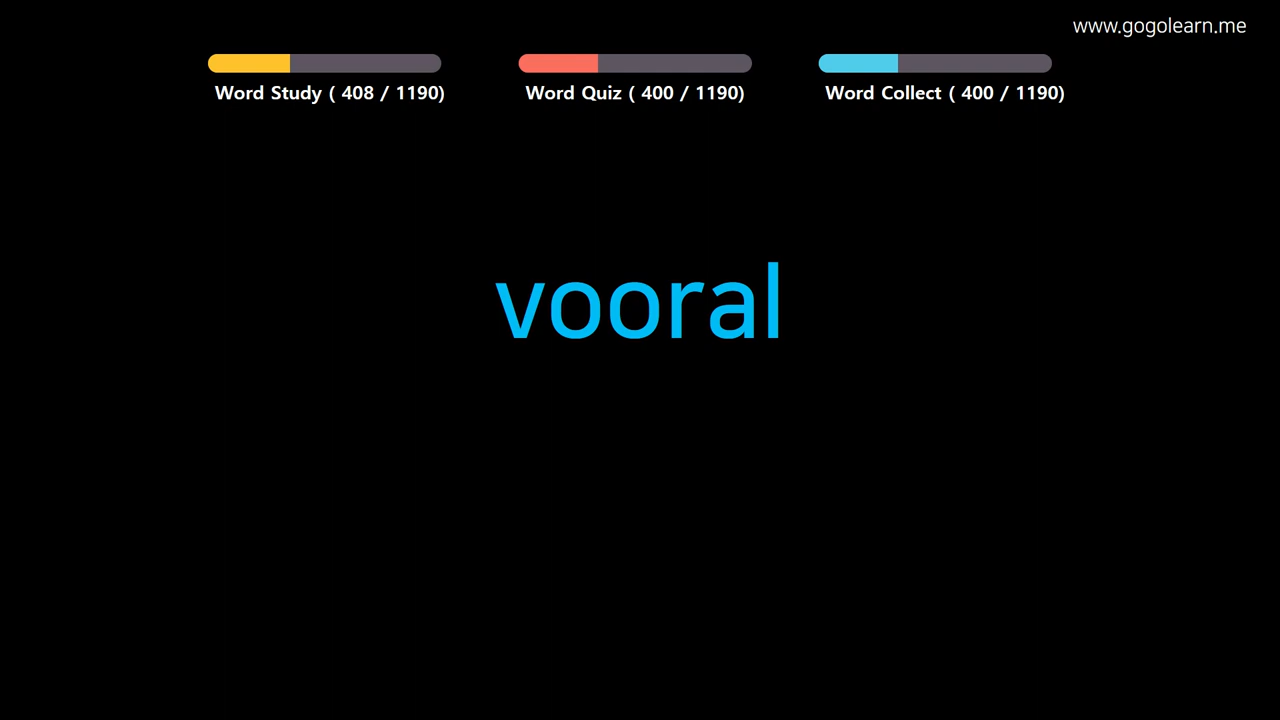 www.gogolearn.me
Word Study ( 408 / 1190)
Word Quiz ( 400 / 1190)
Word Collect ( 400 / 1190)
vooral